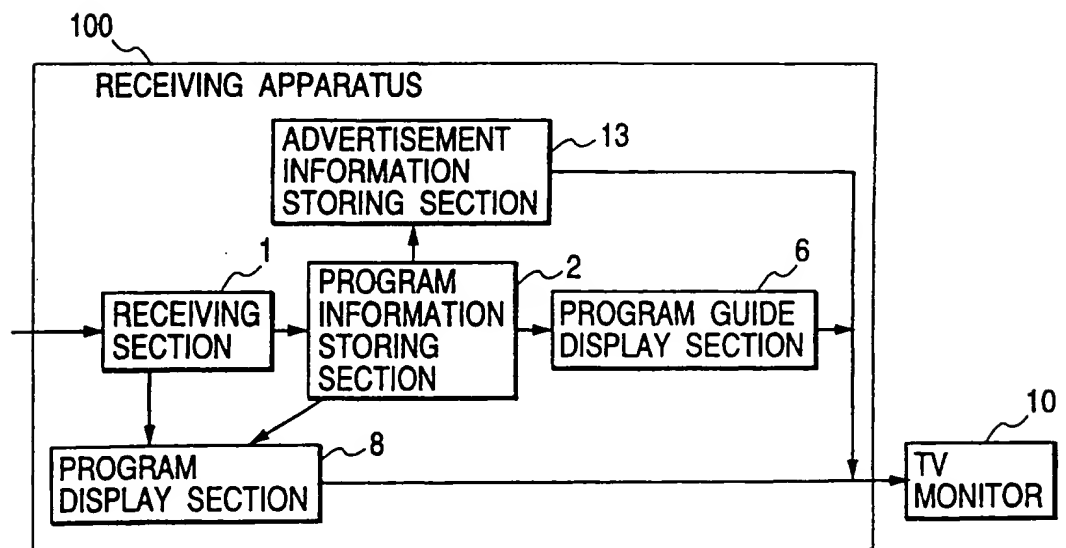 100
RECEIVING APPARATUS
ADVERTISEMENT
INFORMATION
STORING SECTION
13
1
RECEIVING
SECTION
PROGRAM
INFORMATION
STORING
SECTION
2
6
PROGRAM GUIDE
DISPLAY SECTION
8
PROGRAM
DISPLAY SECTION
10
TV
MONITOR